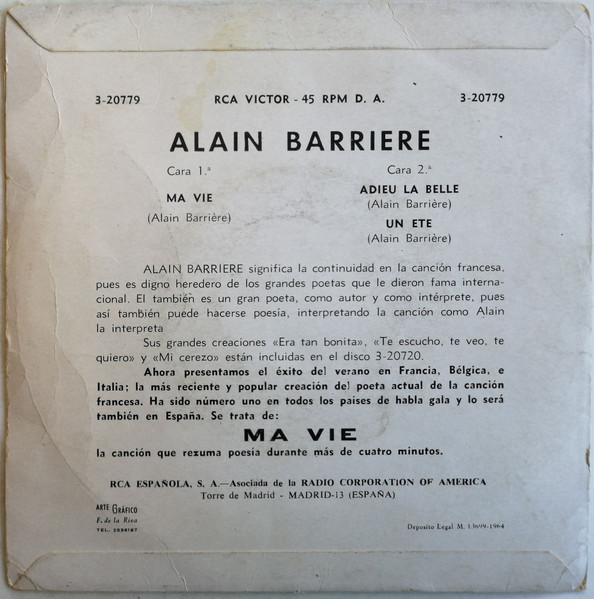 3-20779 RCA VICTOR - 45 RPM D. A. 3-20779
ALAIN BARRIERE
Cara 1.ª
MA VIE
(Alain Barrière)
Cara 2.ª
ADIEU LA BELLE
(Alain Barrière)
UN ETE
(Alain Barrière)
ALAIN BARRIERE significa la continuidad en la canción francesa,
pues es digno heredero de los grandes poetas que le dieron fama interna-
cional. El también es un gran poeta, como autor y como intérprete, pues
así también puede hacerse poesía, interpretando la canción como Alain
la interpreta
Sus grandes creaciones «Era tan bonita», «Te escucho, te veo, te
quiero» y «Mi cerezo» están incluidas en el disco 3-20720.
Ahora presentamos el éxito del verano en Francia, Bélgica, e
Italia; la más reciente y popular creación del poeta actual de la canción
francesa. Ha sido número uno en todos los países de habla gala y lo será
también en España. Se trata de:
MA VIE
la canción que rezuma poesía durante más de cuatro minutos.
RCA ESPAÑOLA, S. A.—Asociada de la RADIO CORPORATION OF AMERICA
Torre de Madrid - MADRID-13 (ESPAÑA)
ARTE GRÁFICO
F. de la Riva
TEL.
Deposito Legal M. 13699-1964